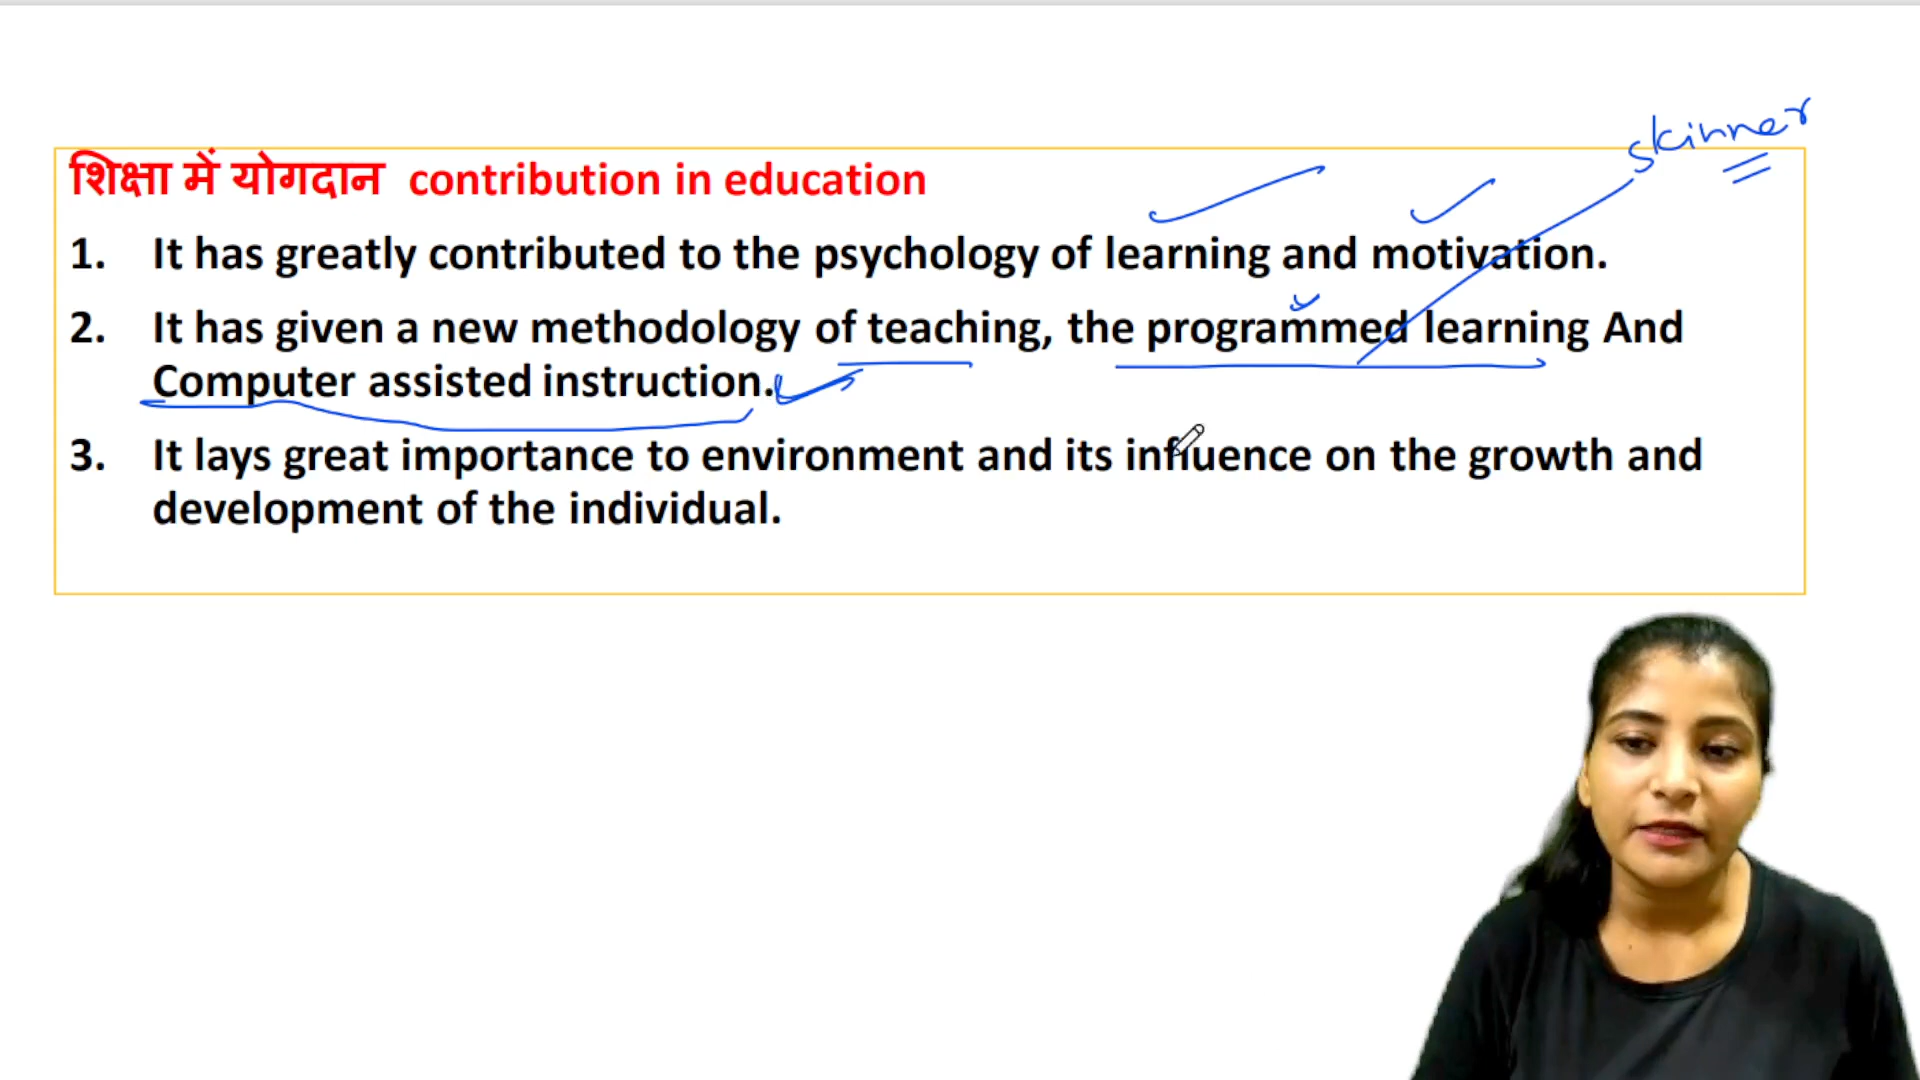 skinner
शिक्षा में योगदान contribution in education
1. It has greatly contributed to the psychology of learning and motivation.
2. It has given a new methodology of teaching, the programmed learning And
Computer assisted instruction.
3. It lays great importance to environment and its influence on the growth and
development of the individual.